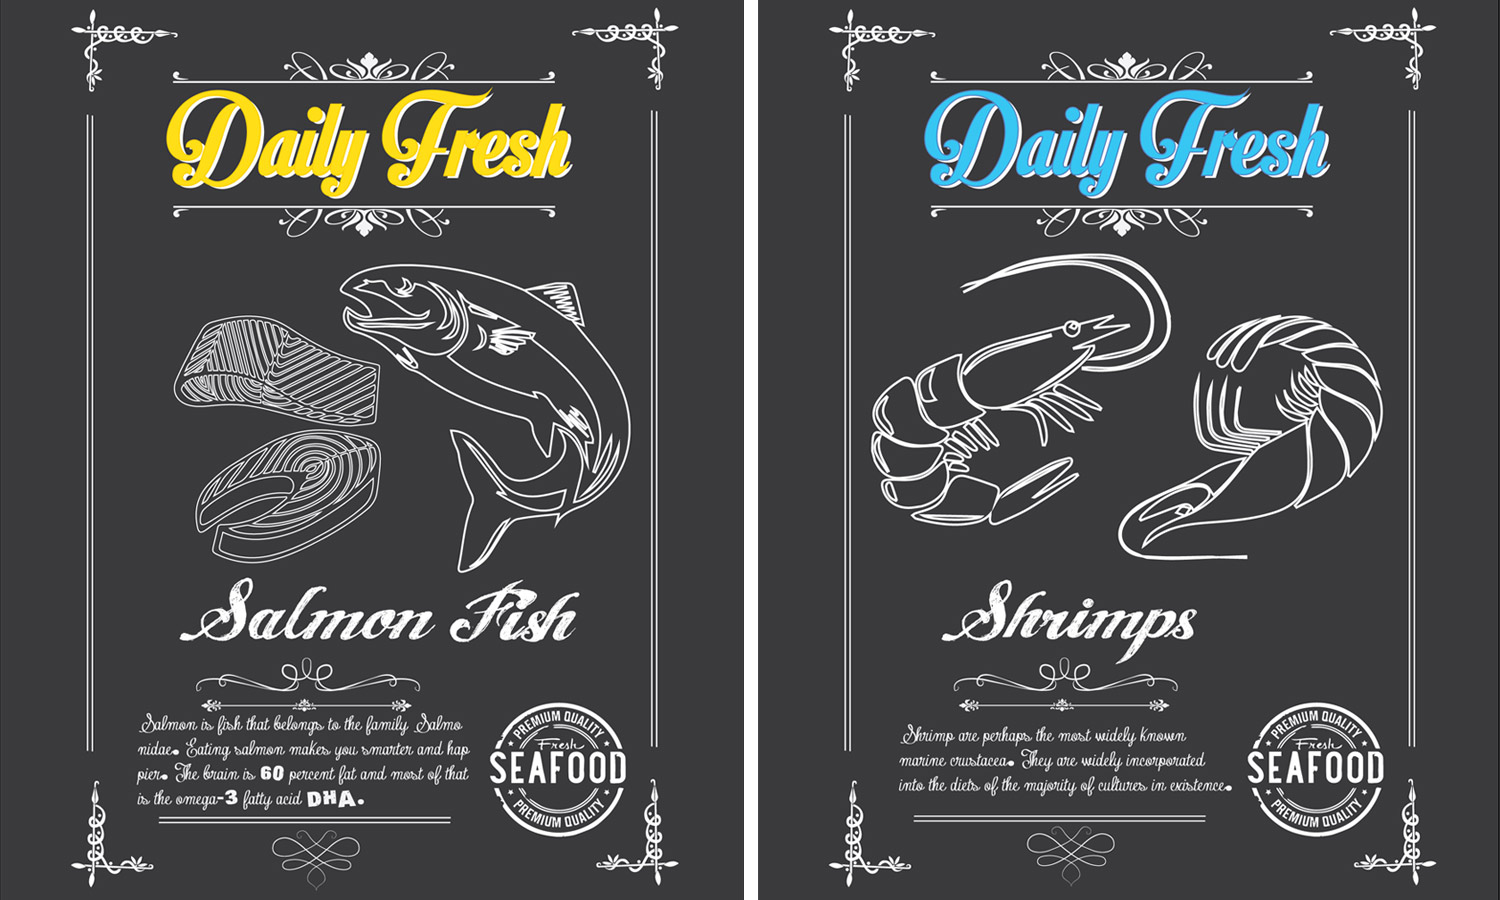 Daily Fresh
Salmon Fish
Salmon is fish that belongs to the family Salmo
nidae. Eating salmon makes you smarter and hap
pier. The brain is 60 percent fat and most of that
is the omega-3 fatty acid DHA.
PREMIUM QUALITY
Fresh
SEAFOOD
PREMIUM QUALITY
Daily Fresh
Shrimps
Shrimp are perhaps the most widely known
marine crustacea. They are widely incorporated
into the diets of the majority of cultures in existence.
PREMIUM QUALITY
Fresh
SEAFOOD
PREMIUM QUALITY